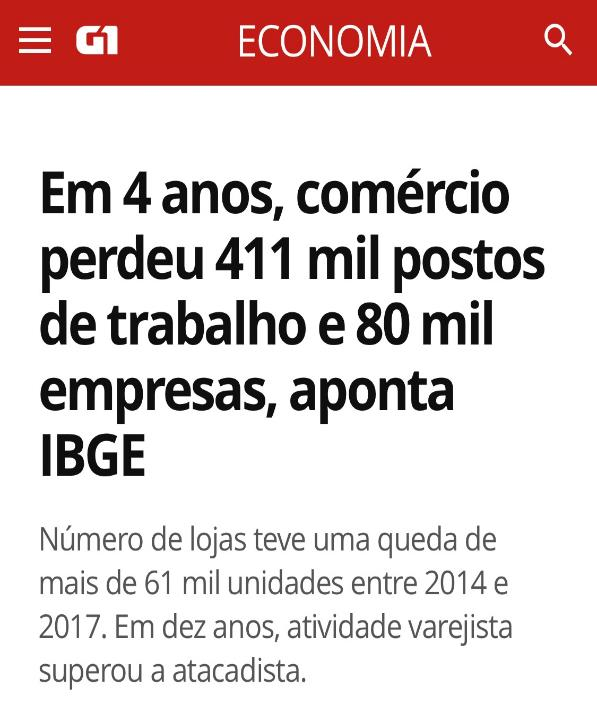 G1 ECONOMIA
Em 4 anos, comércio
perdeu 411 mil postos
de trabalho e 80 mil
empresas, aponta
IBGE
Número de lojas teve uma queda de
mais de 61 mil unidades entre 2014 e
2017. Em dez anos, atividade varejista
superou a atacadista.